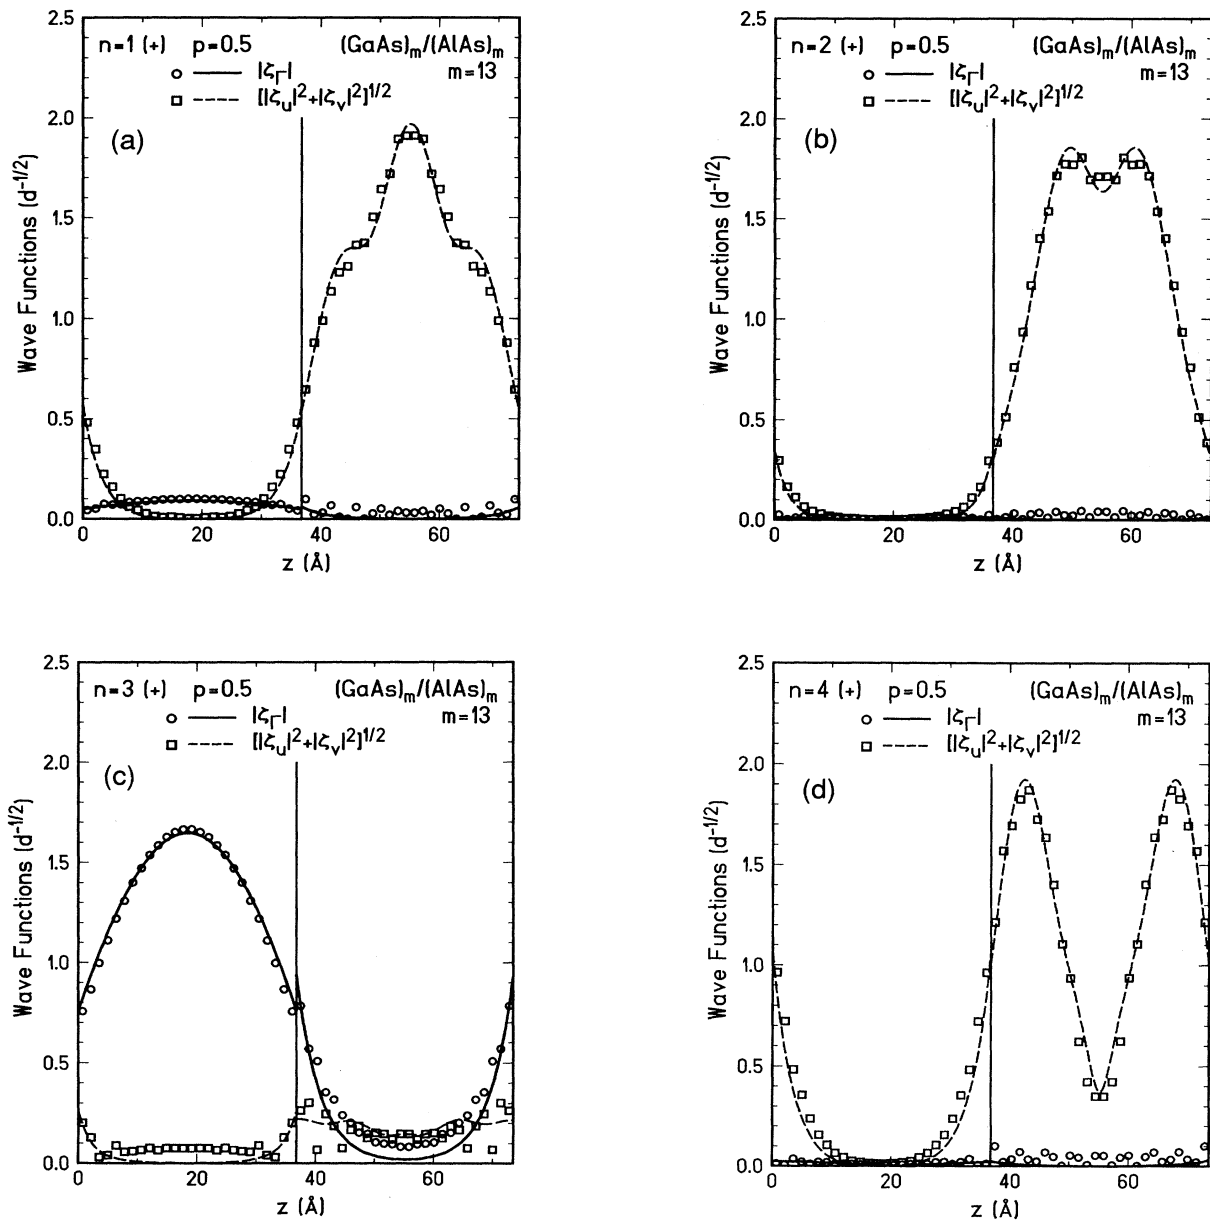 2.5
2.0
1.5
1.0
0.5
0.0
0
20
40
60
Wave Functions (d⁻¹/²)
z (Å)
n=1 (+) p=0.5 (GaAs)ₘ/(AlAs)ₘ
m=13
|ζ_Γ|
[|ζᵤ|²+|ζᵥ|²]¹/²
(a)
2.5
2.0
1.5
1.0
0.5
0.0
0
20
40
60
Wave Functions (d⁻¹/²)
z (Å)
n=2 (+) p=0.5 (GaAs)ₘ/(AlAs)ₘ
m=13
|ζ_Γ|
[|ζᵤ|²+|ζᵥ|²]¹/²
(b)
2.5
2.0
1.5
1.0
0.5
0.0
0
20
40
60
Wave Functions (d⁻¹/²)
z (Å)
n=3 (+) p=0.5 (GaAs)ₘ/(AlAs)ₘ
m=13
|ζ_Γ|
[|ζᵤ|²+|ζᵥ|²]¹/²
(c)
2.5
2.0
1.5
1.0
0.5
0.0
0
20
40
60
Wave Functions (d⁻¹/²)
z (Å)
n=4 (+) p=0.5 (GaAs)ₘ/(AlAs)ₘ
m=13
|ζ_Γ|
[|ζᵤ|²+|ζᵥ|²]¹/²
(d)